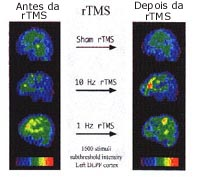 Antes da
rTMS
rTMS
Depois da
rTMS
Sham rTMS
10 Hz rTMS
1 Hz rTMS
1500 stimuli
subthreshold intensity
Left DLPF cortex